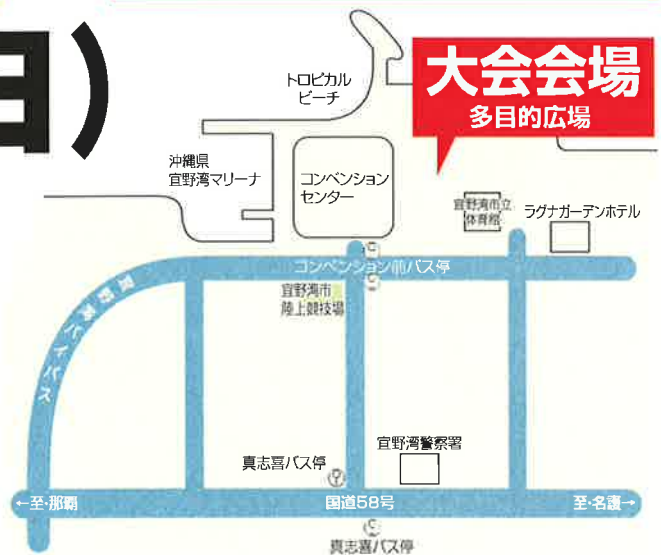 日)
大会会場
多目的広場
トロピカル
ビーチ
沖縄県
宜野湾マリーナ
コンベンション
センター
宜野湾市立
体育館
ラグナガーデンホテル
コンベンション前バス停
宜野湾市
陸上競技場
宜野湾バイパス
宜野湾警察署
真志喜バス停
←至・那覇
国道58号
至・名護→
真志喜バス停